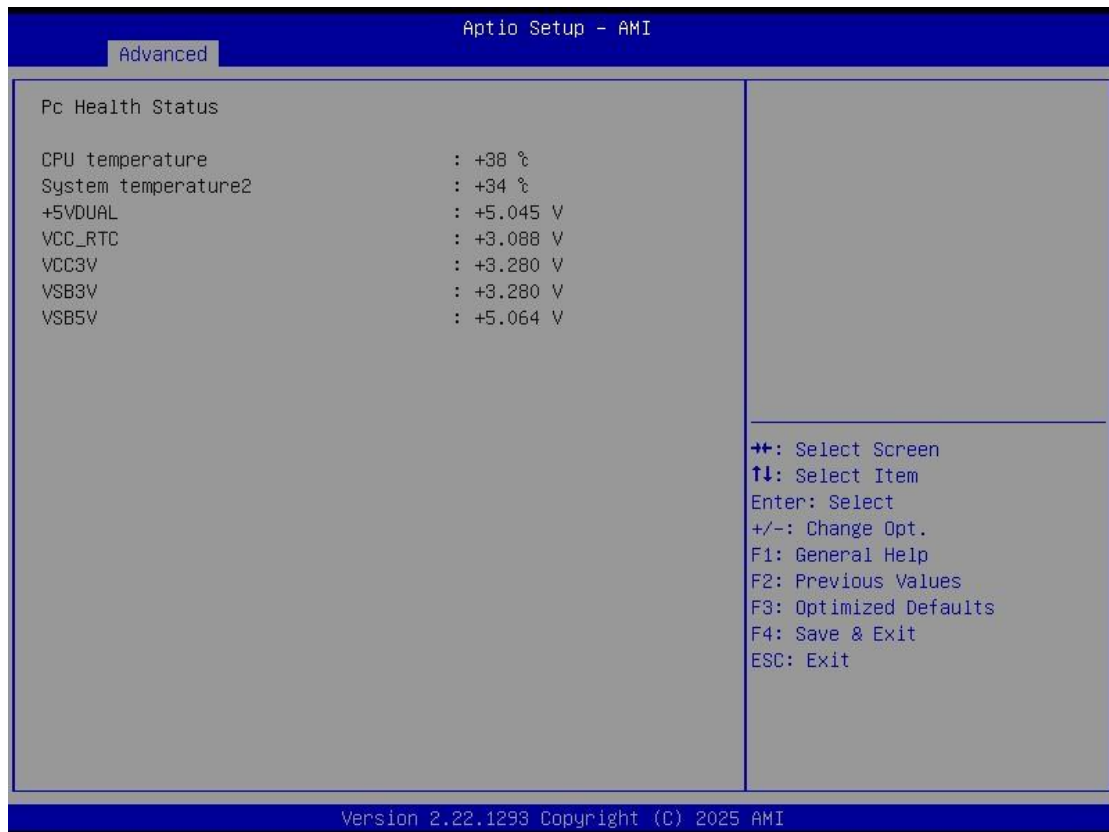 Aptio Setup – AMI
Advanced
Pc Health Status
CPU temperature : +38 ℃
System temperature2 : +34 ℃
+5VDUAL : +5.045 V
VCC_RTC : +3.088 V
VCC3V : +3.280 V
VSB3V : +3.280 V
VSB5V : +5.064 V
→←: Select Screen
↑↓: Select Item
Enter: Select
+/-: Change Opt.
F1: General Help
F2: Previous Values
F3: Optimized Defaults
F4: Save & Exit
ESC: Exit
Version 2.22.1293 Copyright (C) 2025 AMI